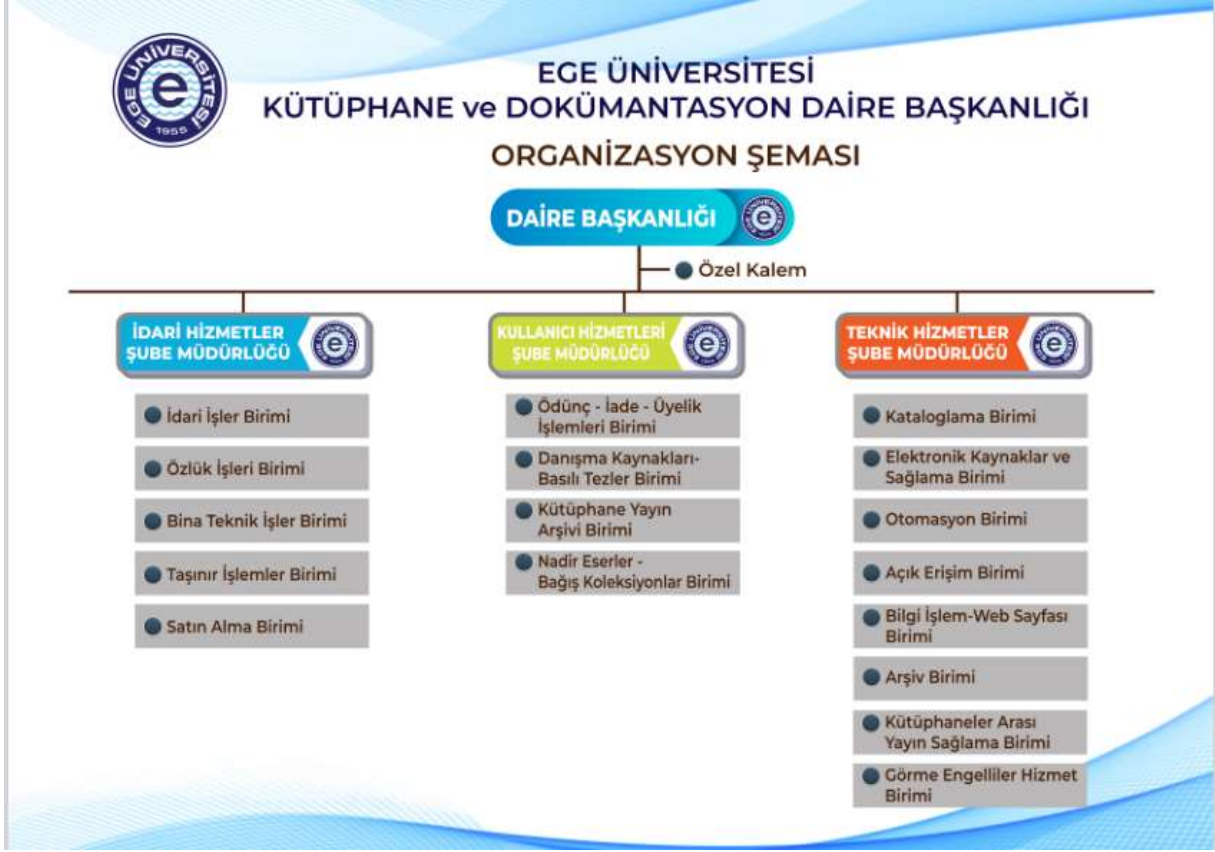 EGE ÜNİVERSİTESİ
1955
EGE ÜNİVERSİTESİ
KÜTÜPHANE ve DOKÜMANTASYON DAİRE BAŞKANLIĞI
ORGANİZASYON ŞEMASI
DAİRE BAŞKANLIĞI
Özel Kalem
İDARİ HİZMETLER
ŞUBE MÜDÜRLÜĞÜ
İdari İşler Birimi
Özlük İşleri Birimi
Bina Teknik İşler Birimi
Taşınır İşlemler Birimi
Satın Alma Birimi
KULLANICI HİZMETLERİ
ŞUBE MÜDÜRLÜĞÜ
Ödünç - İade - Üyelik
İşlemleri Birimi
Danışma Kaynakları-
Basılı Tezler Birimi
Kütüphane Yayın
Arşivi Birimi
Nadir Eserler -
Bağış Koleksiyonlar Birimi
TEKNİK HİZMETLER
ŞUBE MÜDÜRLÜĞÜ
Kataloglama Birimi
Elektronik Kaynaklar ve
Sağlama Birimi
Otomasyon Birimi
Açık Erişim Birimi
Bilgi İşlem-Web Sayfası
Birimi
Arşiv Birimi
Kütüphaneler Arası
Yayın Sağlama Birimi
Görme Engelliler Hizmet
Birimi